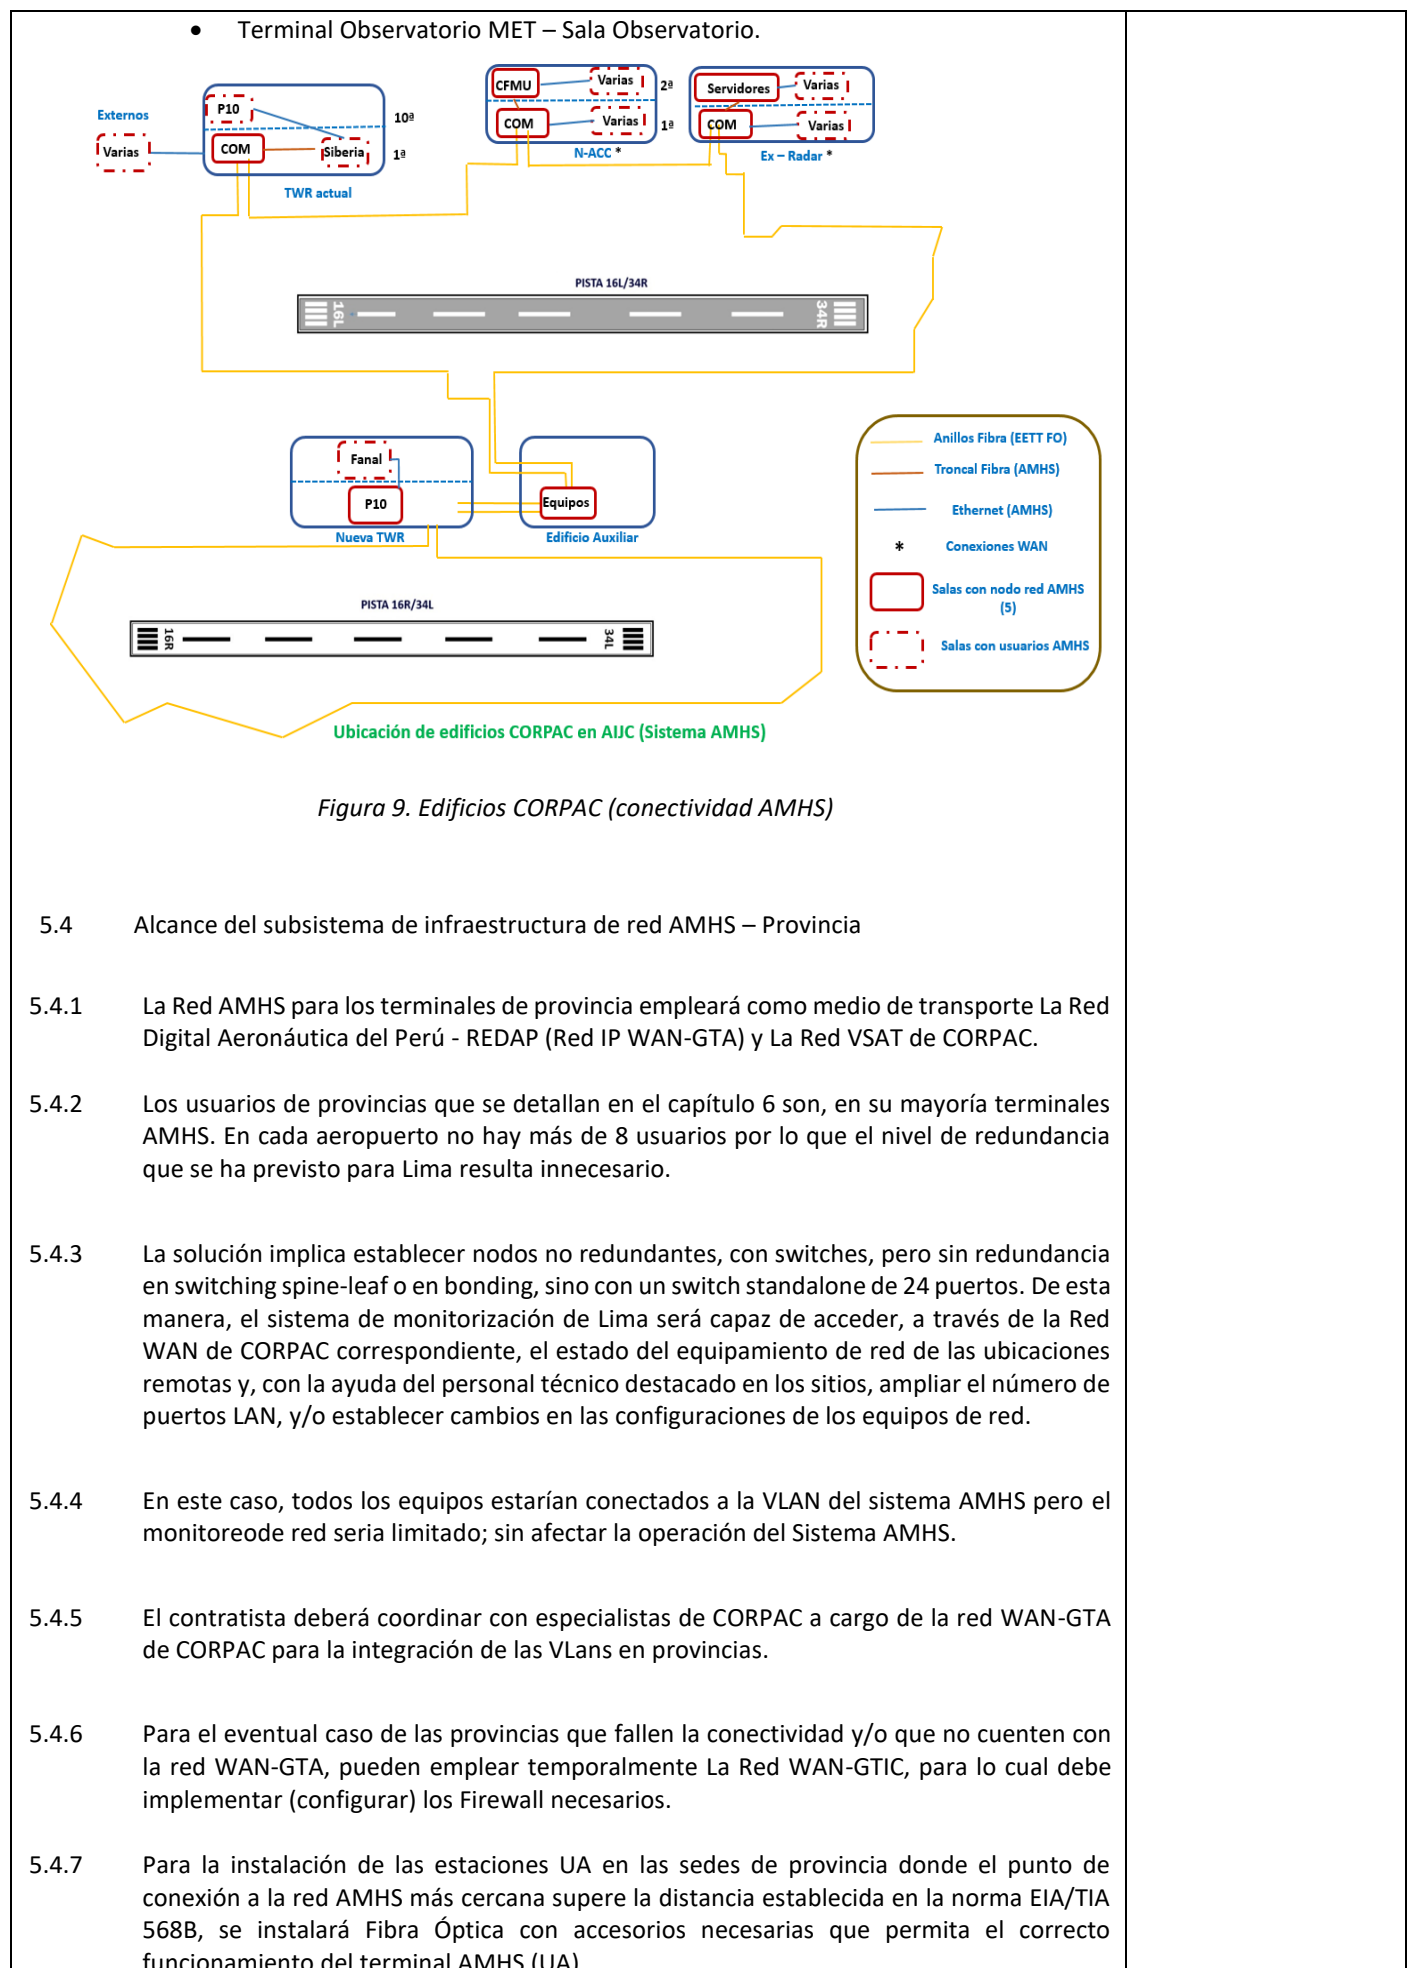 • Terminal Observatorio MET – Sala Observatorio.
Externos
Varias
P10
10ª
COM
Siberia
1ª
TWR actual
CFMU
Varias
2ª
COM
Varias
1ª
N-ACC *
Servidores
Varias
COM
Varias
Ex – Radar *
PISTA 16L/34R
16L
34R
Fanal
P10
Nueva TWR
Equipos
Edificio Auxiliar
Anillos Fibra (EETT FO)
Troncal Fibra (AMHS)
Ethernet (AMHS)
* Conexiones WAN
Salas con nodo red AMHS
(5)
Salas con usuarios AMHS
PISTA 16R/34L
16R
34L
Ubicación de edificios CORPAC en AIJC (Sistema AMHS)
Figura 9. Edificios CORPAC (conectividad AMHS)
5.4 Alcance del subsistema de infraestructura de red AMHS – Provincia
5.4.1 La Red AMHS para los terminales de provincia empleará como medio de transporte La Red
Digital Aeronáutica del Perú - REDAP (Red IP WAN-GTA) y La Red VSAT de CORPAC.
5.4.2 Los usuarios de provincias que se detallan en el capítulo 6 son, en su mayoría terminales
AMHS. En cada aeropuerto no hay más de 8 usuarios por lo que el nivel de redundancia
que se ha previsto para Lima resulta innecesario.
5.4.3 La solución implica establecer nodos no redundantes, con switches, pero sin redundancia
en switching spine-leaf o en bonding, sino con un switch standalone de 24 puertos. De esta
manera, el sistema de monitorización de Lima será capaz de acceder, a través de la Red
WAN de CORPAC correspondiente, el estado del equipamiento de red de las ubicaciones
remotas y, con la ayuda del personal técnico destacado en los sitios, ampliar el número de
puertos LAN, y/o establecer cambios en las configuraciones de los equipos de red.
5.4.4 En este caso, todos los equipos estarían conectados a la VLAN del sistema AMHS pero el
monitoreode red seria limitado; sin afectar la operación del Sistema AMHS.
5.4.5 El contratista deberá coordinar con especialistas de CORPAC a cargo de la red WAN-GTA
de CORPAC para la integración de las VLans en provincias.
5.4.6 Para el eventual caso de las provincias que fallen la conectividad y/o que no cuenten con
la red WAN-GTA, pueden emplear temporalmente La Red WAN-GTIC, para lo cual debe
implementar (configurar) los Firewall necesarios.
5.4.7 Para la instalación de las estaciones UA en las sedes de provincia donde el punto de
conexión a la red AMHS más cercana supere la distancia establecida en la norma EIA/TIA
568B, se instalará Fibra Óptica con accesorios necesarias que permita el correcto
funcionamiento del terminal AMHS (UA)